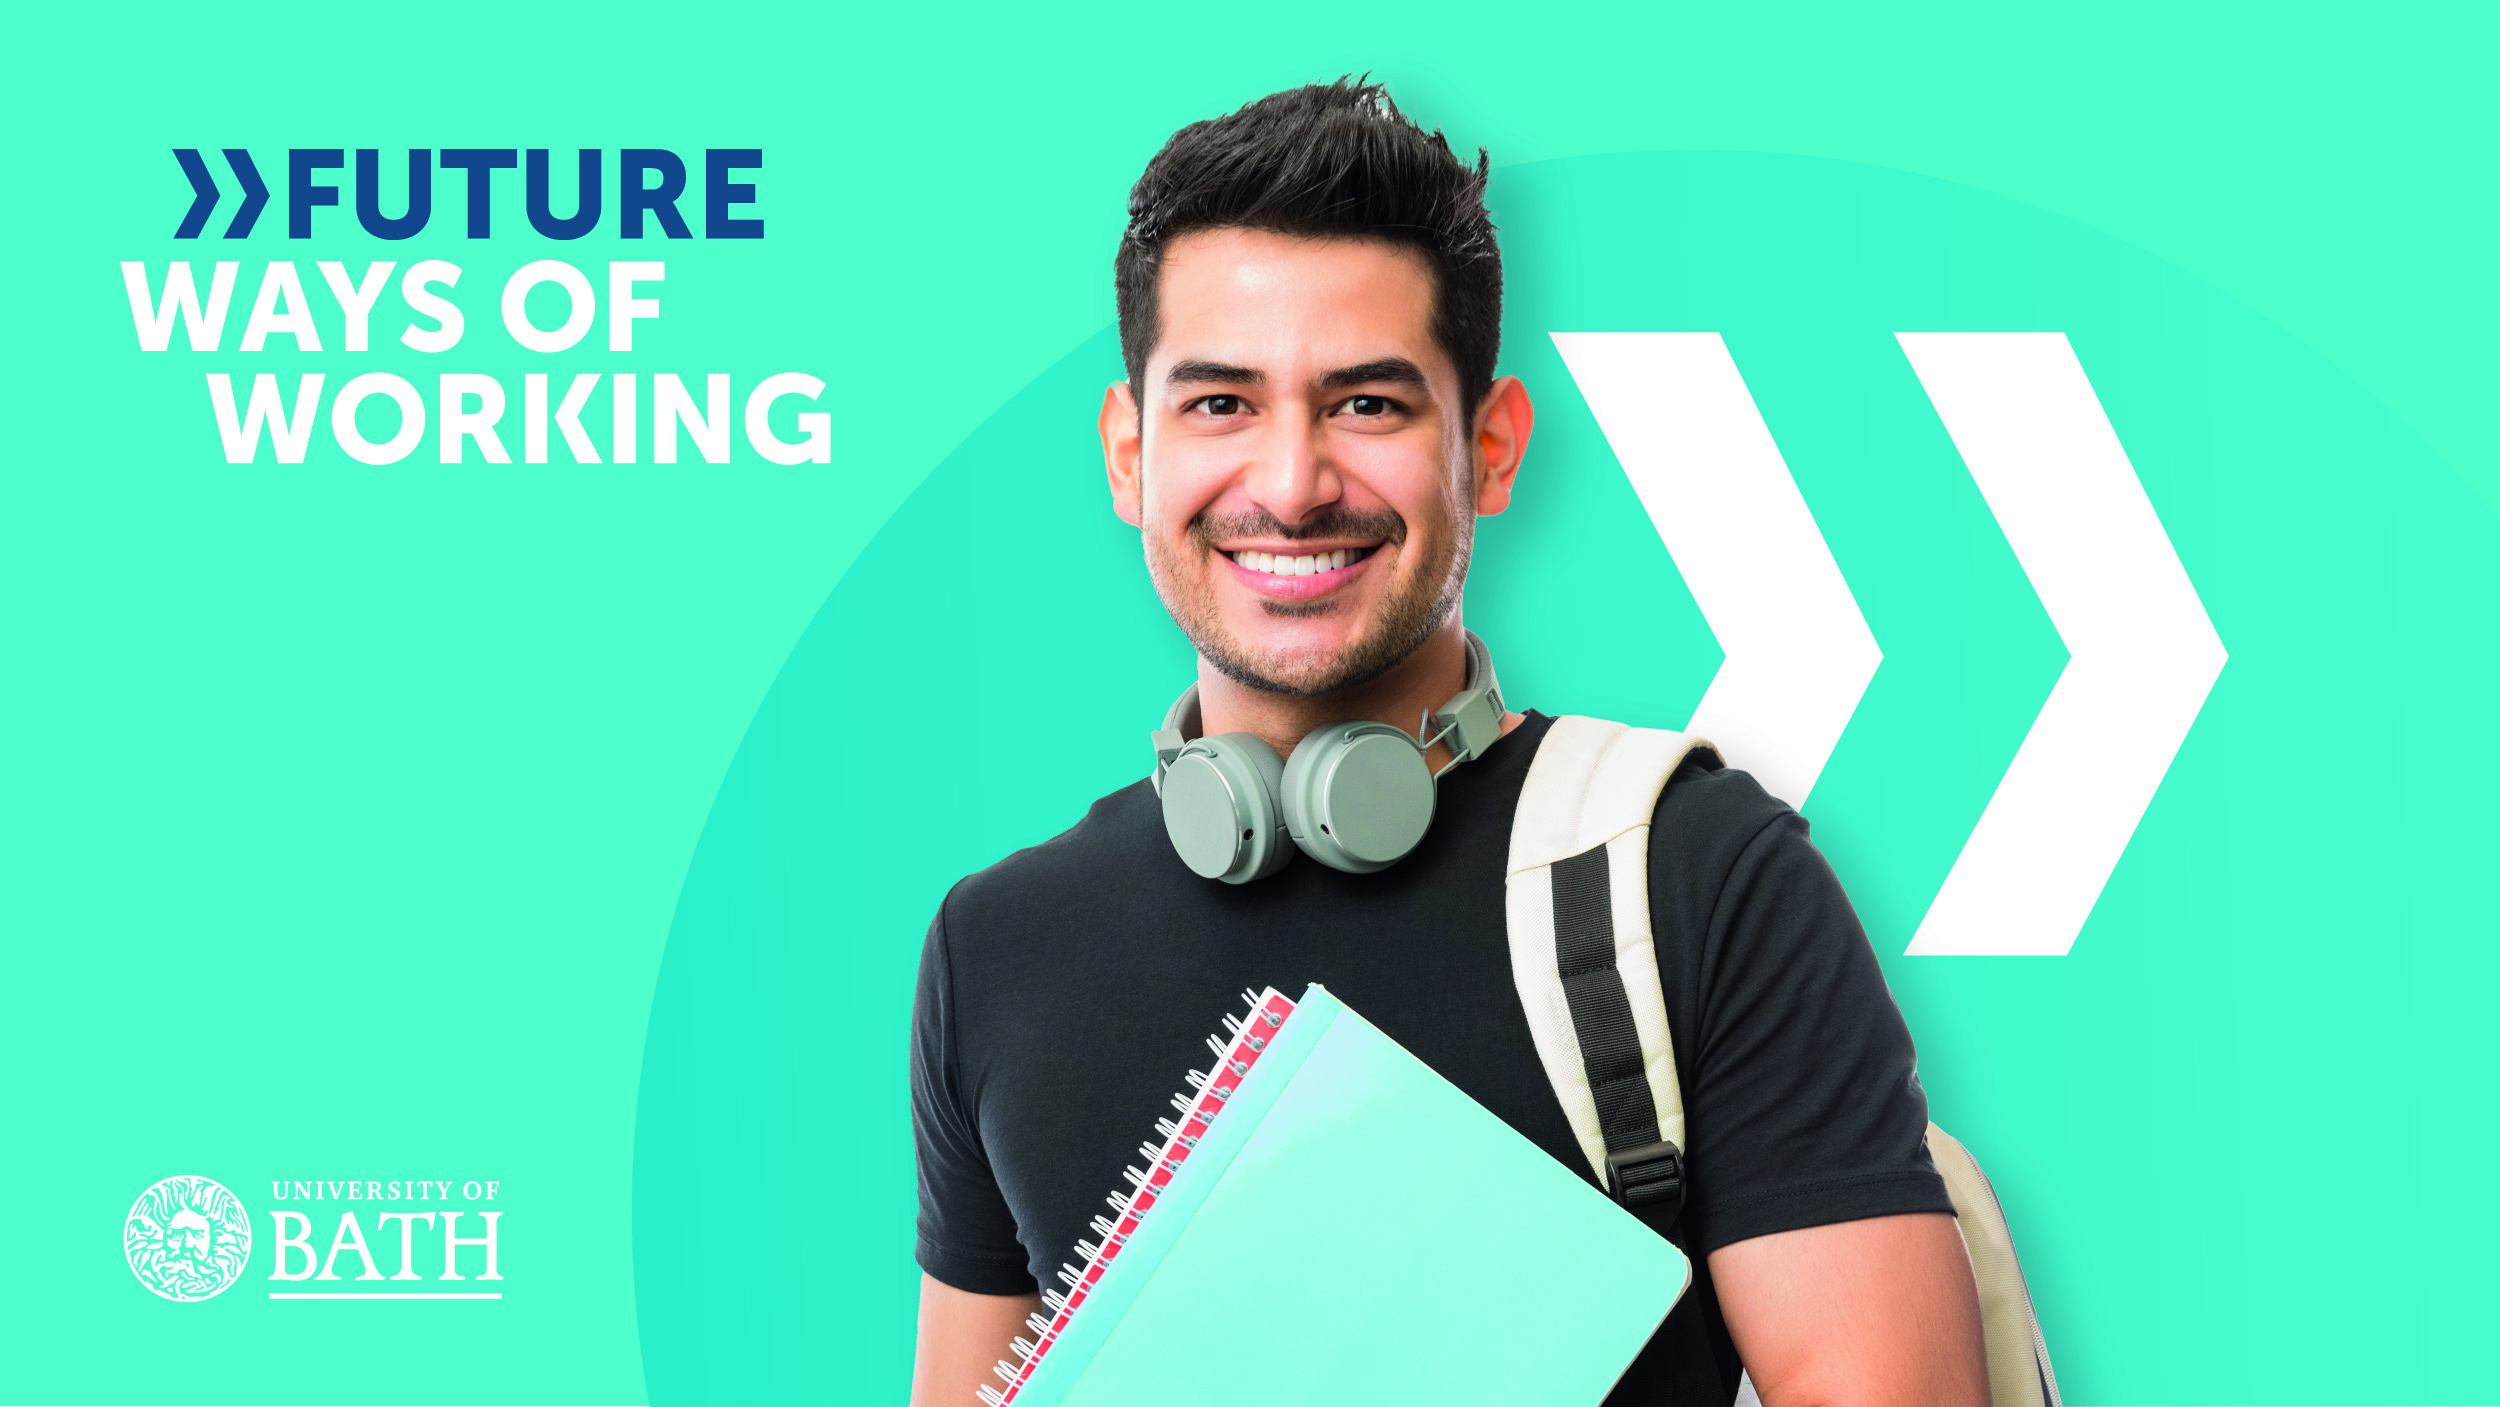 »FUTURE
WAYS OF
WORKING
UNIVERSITY OF
BATH